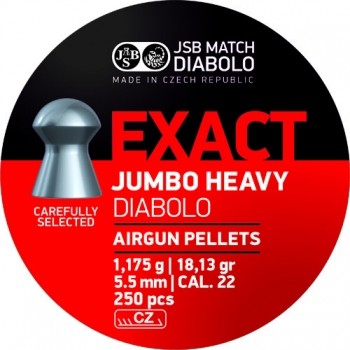 JSB
JSB MATCH
DIABOLO
MADE IN CZECH REPUBLIC
EXACT
JUMBO HEAVY
DIABOLO
CAREFULLY
SELECTED
AIRGUN PELLETS
1,175 g | 18,13 gr
5.5 mm | CAL. 22
250 pcs
CZ